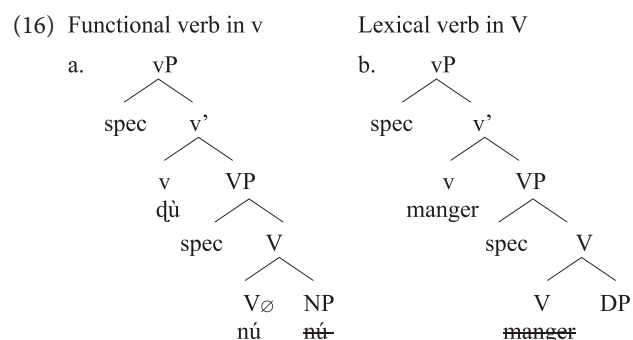 (16) Functional verb in v Lexical verb in V
a. vP b. vP
spec v’ spec v’
v VP v VP
ɖù manger
spec V spec V
V∅ NP V DP
nú nú manger